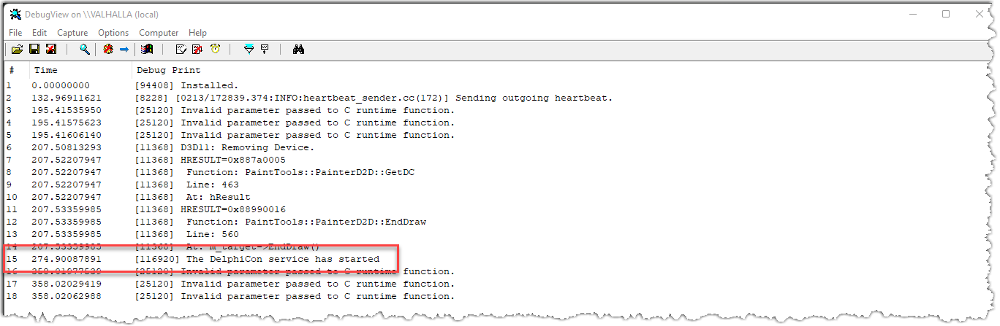 DebugView on \\VALHALLA (local)
File Edit Capture Options Computer Help
# Time Debug Print
1 0.00000000 [94408] Installed.
2 132.96911621 [8228] [0213/172839.374:INFO:heartbeat_sender.cc(172)] Sending outgoing heartbeat.
3 195.41535950 [25120] Invalid parameter passed to C runtime function.
4 195.41575623 [25120] Invalid parameter passed to C runtime function.
5 195.41606140 [25120] Invalid parameter passed to C runtime function.
6 207.50813293 [11368] D3D11: Removing Device.
7 207.52207947 [11368] HRESULT=0x887a0005
8 207.52207947 [11368] Function: PaintTools::PainterD2D::GetDC
9 207.52207947 [11368] Line: 463
10 207.52207947 [11368] At: hResult
11 207.53359985 [11368] HRESULT=0x88990016
12 207.53359985 [11368] Function: PaintTools::PainterD2D::EndDraw
13 207.53359985 [11368] Line: 560
14 207.53359985 [11368] At: m_target->EndDraw()
15 274.90087891 [116920] The DelphiCon service has started
16 358.01977539 [25120] Invalid parameter passed to C runtime function.
17 358.02029419 [25120] Invalid parameter passed to C runtime function.
18 358.02062988 [25120] Invalid parameter passed to C runtime function.